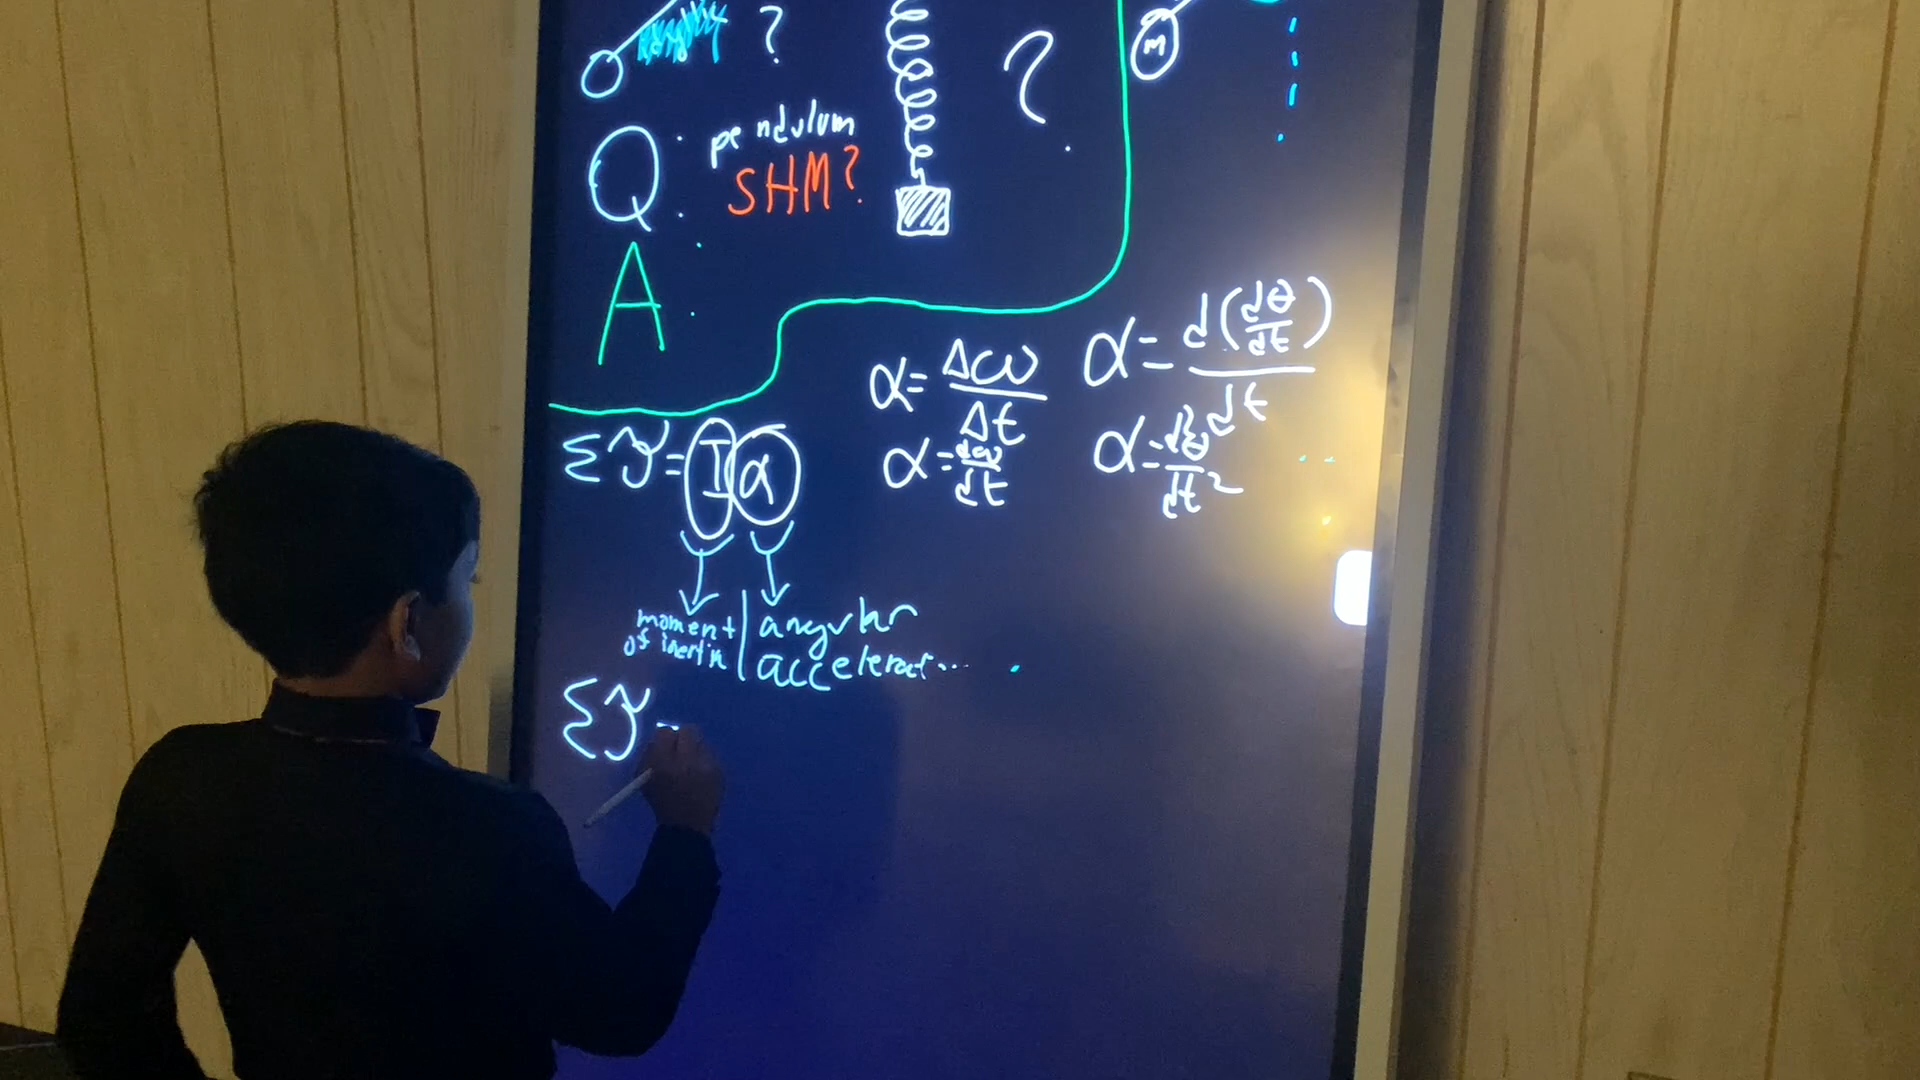 ?
?
m
Q: pendulum
SHM?
A:
α = Δω / Δt
α = d(dθ/dt) / dt
Στ = Iα
α = dω / dt
α = d²θ / dt²
moment of inertia | angular accelerat...
Στ -